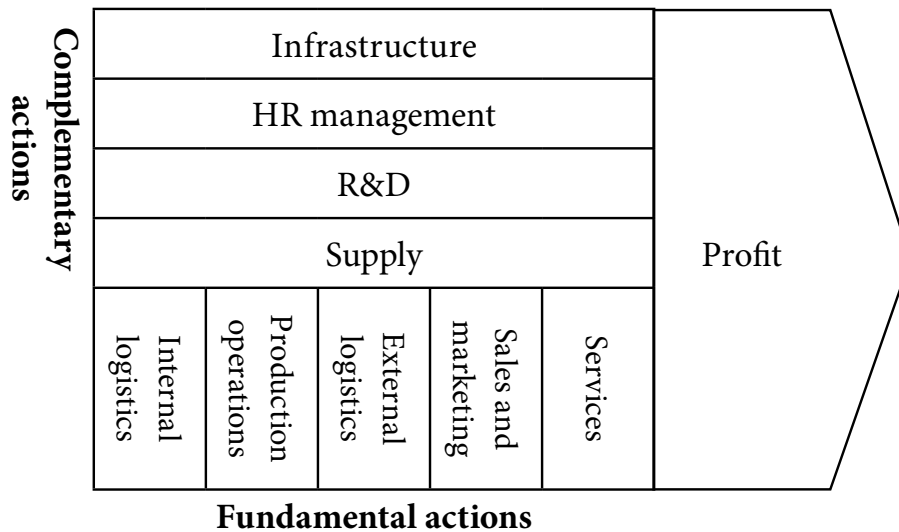 Complementary
actions
Infrastructure
HR management
R&D
Supply
Profit
Internal
logistics
Production
operations
External
logistics
Sales and
marketing
Services
Fundamental actions